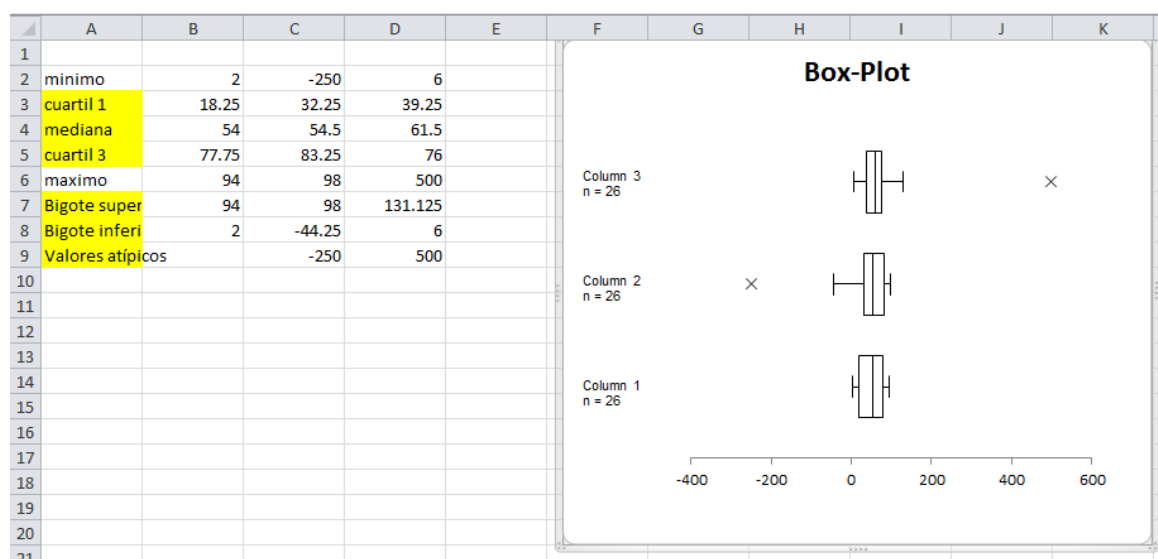 A B C D E F G H I J K
1
2 minimo 2 -250 6
3 cuartil 1 18.25 32.25 39.25
4 mediana 54 54.5 61.5
5 cuartil 3 77.75 83.25 76
6 maximo 94 98 500
7 Bigote super 94 98 131.125
8 Bigote inferi 2 -44.25 6
9 Valores atípicos -250 500
10
11
12
13
14
15
16
17
18
19
20
21
Box-Plot
Column 3
n = 26
Column 2
n = 26
Column 1
n = 26
-400 -200 0 200 400 600